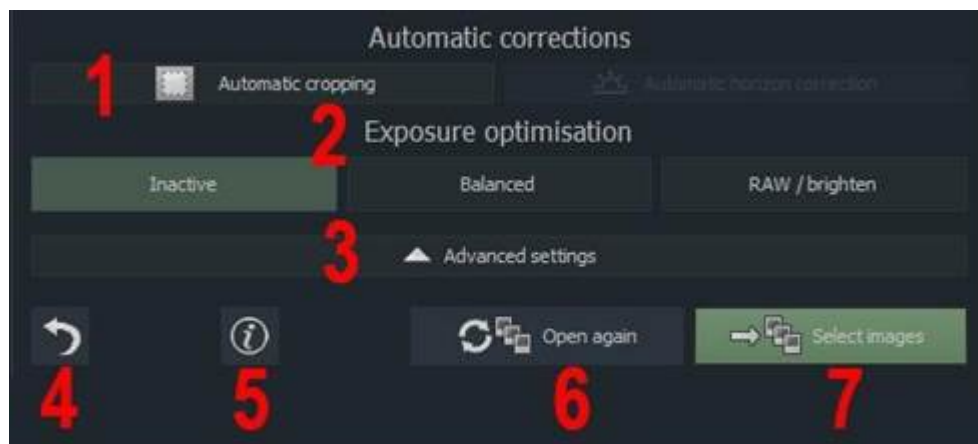 Automatic corrections
1 Automatic cropping Automatic horizon correction
2 Exposure optimisation
Inactive Balanced RAW / brighten
3 Advanced settings
Open again Select images
4 5 6 7